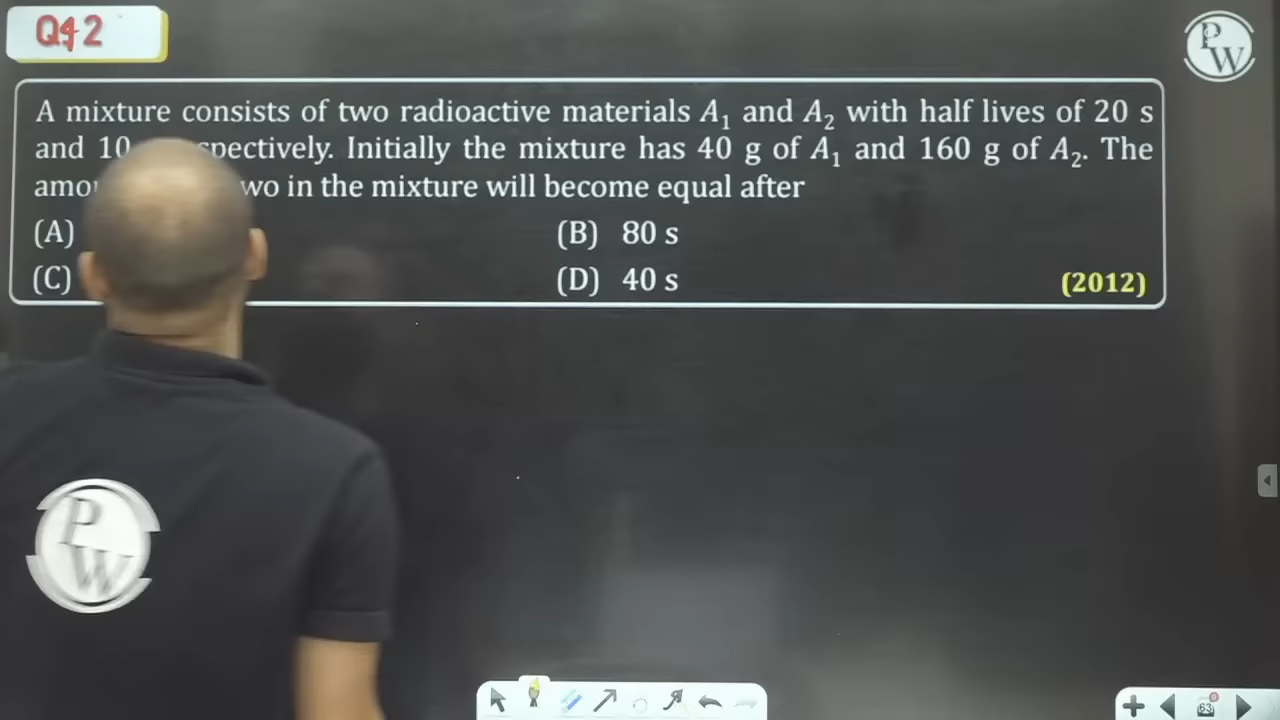 Q42
P
W
A mixture consists of two radioactive materials A₁ and A₂ with half lives of 20 s
and 10 spectively. Initially the mixture has 40 g of A₁ and 160 g of A₂. The
amo wo in the mixture will become equal after
(A)
(B) 80 s
(C)
(D) 40 s
(2012)
P
W
63